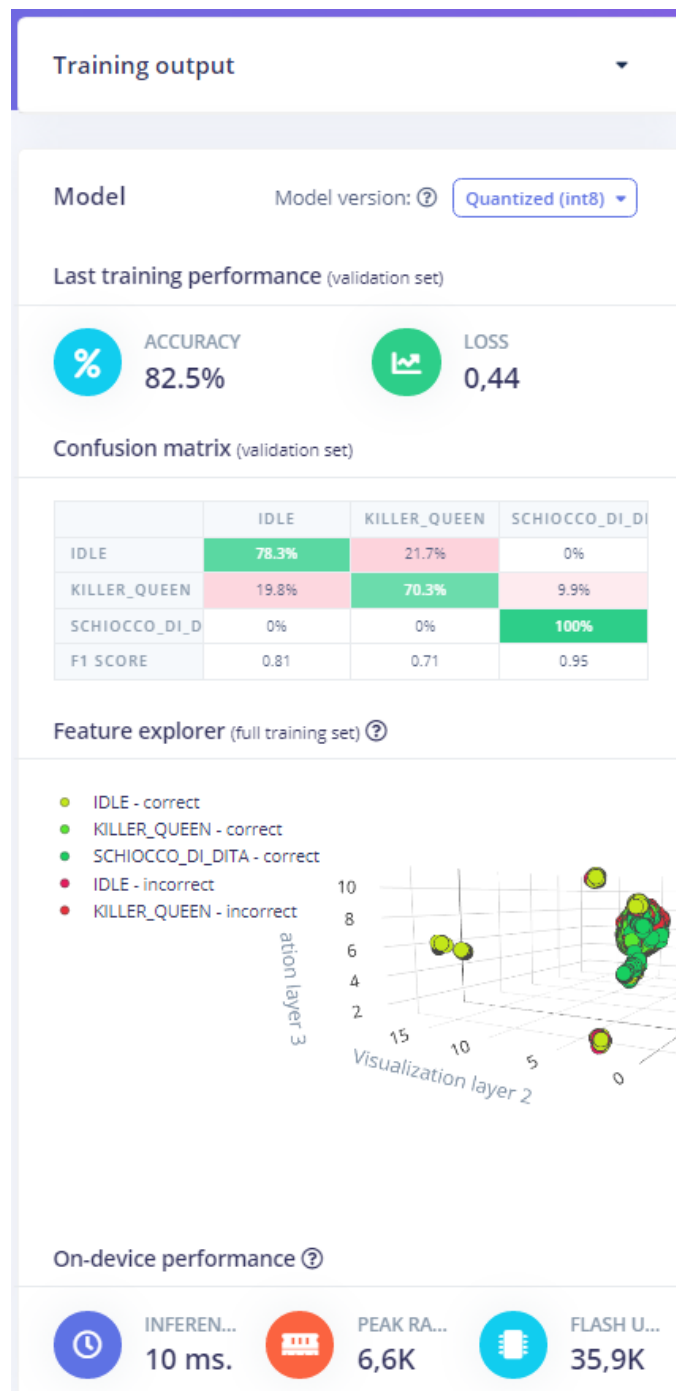 Training output
Model
Model version: ? Quantized (int8)
Last training performance (validation set)
% ACCURACY
82.5%
LOSS
0,44
Confusion matrix (validation set)
IDLE KILLER_QUEEN SCHIOCCO_DI_DI
IDLE 78.3% 21.7% 0%
KILLER_QUEEN 19.8% 70.3% 9.9%
SCHIOCCO_DI_D 0% 0% 100%
F1 SCORE 0.81 0.71 0.95
Feature explorer (full training set) ?
IDLE - correct
KILLER_QUEEN - correct
SCHIOCCO_DI_DITA - correct
IDLE - incorrect
KILLER_QUEEN - incorrect
10
8
6
4
2
ation layer 3
15
10
5
0
Visualization layer 2
On-device performance ?
INFEREN...
10 ms.
PEAK RA...
6,6K
FLASH U...
35,9K